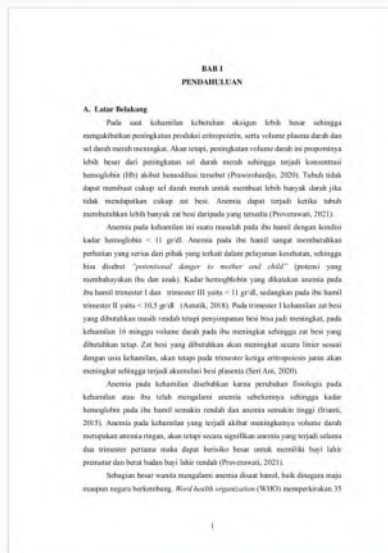 BAB I
PENDAHULUAN
A. Latar Belakang
Pada saat kehamilan kebutuhan oksigen lebih besar sehingga
mengakibatkan peningkatan produksi eritropoietin, serta volume plasma darah dan
sel darah merah meningkat. Akan tetapi, peningkatan volume darah ini proporsinya
lebih besar dari peningkatan sel darah merah sehingga terjadi konsentrasi
hemoglobin (Hb) akibat hemodilusi tersebut (Prawirohardjo, 2020). Tubuh tidak
dapat membuat cukup sel darah merah untuk membuat lebih banyak darah jika
tidak mendapatkan cukup zat besi. Anemia dapat terjadi ketika tubuh
membutuhkan lebih banyak zat besi daripada yang tersedia (Proverawati, 2021).
Anemia pada kehamilan ini suatu masalah pada ibu hamil dengan kondisi
kadar hemoglobin < 11 gr/dl. Anemia pada ibu hamil sangat membutuhkan
perhatian yang serius dari pihak yang terkait dalam pelayanan kesehatan, sehingga
bisa disebut "potentional danger to mother and child" (potensi yang
membahayakan ibu dan anak). Kadar hemoglobin yang dikatakan anemia pada
ibu hamil trimester I dan trimester III yaitu < 11 gr/dl, sedangkan pada ibu hamil
trimester II yaitu < 10,5 gr/dl (Astutik, 2018). Pada trimester I kehamilan zat besi
yang dibutuhkan masih rendah tetapi penyimpanan besi bisa jadi meningkat, pada
kehamilan 16 minggu volume darah pada ibu meningkat sehingga zat besi yang
dibutuhkan tetap. Zat besi yang dibutuhkan akan meningkat secara linier sesuai
dengan usia kehamilan, akan tetapi pada trimester ketiga eritropoiesis janin akan
meningkat sehingga terjadi akumulasi besi plasenta (Seri Ani, 2020).
Anemia pada kehamilan disebabkan karna perubahan fisiologis pada
kehamilan atau ibu telah mengalami anemia sebelumnya sehingga kadar
hemoglobin pada ibu hamil semakin rendah dan anemia semakin tinggi (Irianti,
2015). Anemia pada kehamilan yang terjadi akibat meningkatnya volume darah
merupakan anemia ringan, akan tetapi secara signifikan anemia yang terjadi selama
dua trimester pertama maka dapat berisiko besar untuk memiliki bayi lahir
prematur dan berat badan bayi lahir rendah (Proverawati, 2021).
Sebagian besar wanita mengalami anemia disaat hamil, baik dinegara maju
maupun negara berkembang. Word health organization (WHO) memperkirakan 35
1